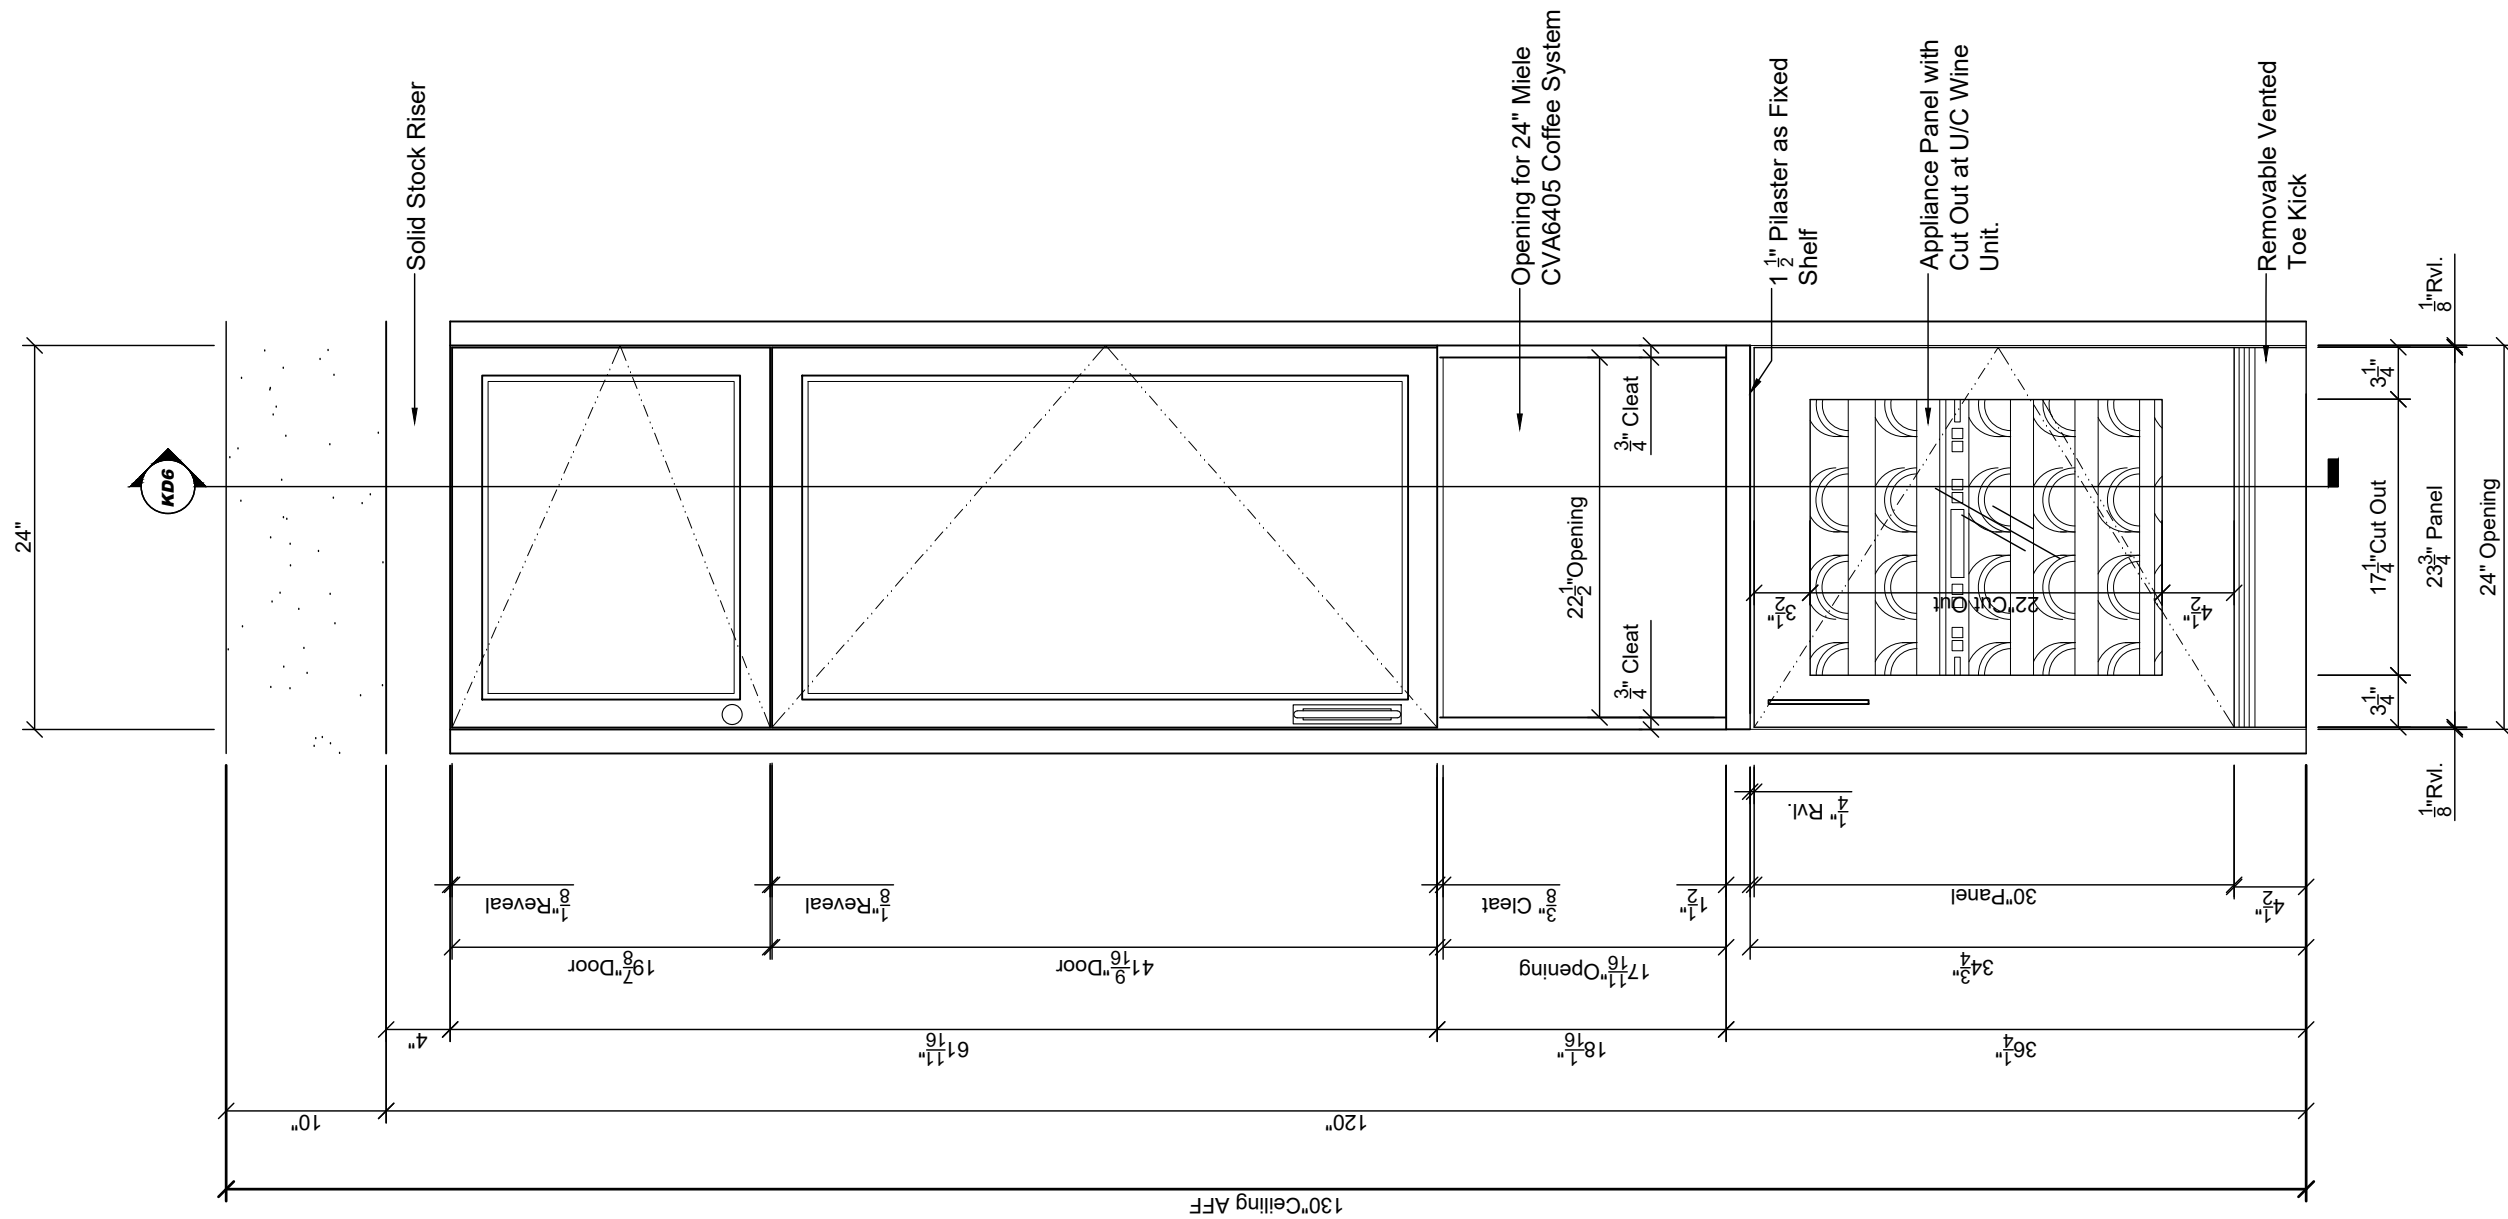 24"
KD6
Solid Stock Riser
Opening for 24" Miele
CVA6405 Coffee System
1 1/2" Pilaster as Fixed
Shelf
Appliance Panel with
Cut Out at U/C Wine
Unit.
Removable Vented
Toe Kick
3/4" Cleat
22 1/2"Opening
3/4" Cleat
3 1/2"
22"Cut Out
4 1/2"
1/8"Rvl.
3 1/4"
17 1/4"Cut Out
3 1/4"
23 3/4" Panel
24" Opening
1/8"Rvl.
1/4" Rvl.
1/8"Reveal
1/8"Reveal
3/8" Cleat
1 1/2"
30"Panel
4 1/2"
19 7/8"Door
41 9/16"Door
17 11/16"Opening
34 3/4"
4"
61 11/16"
18 1/16"
36 1/4"
10"
120"
130"Ceiling AFF